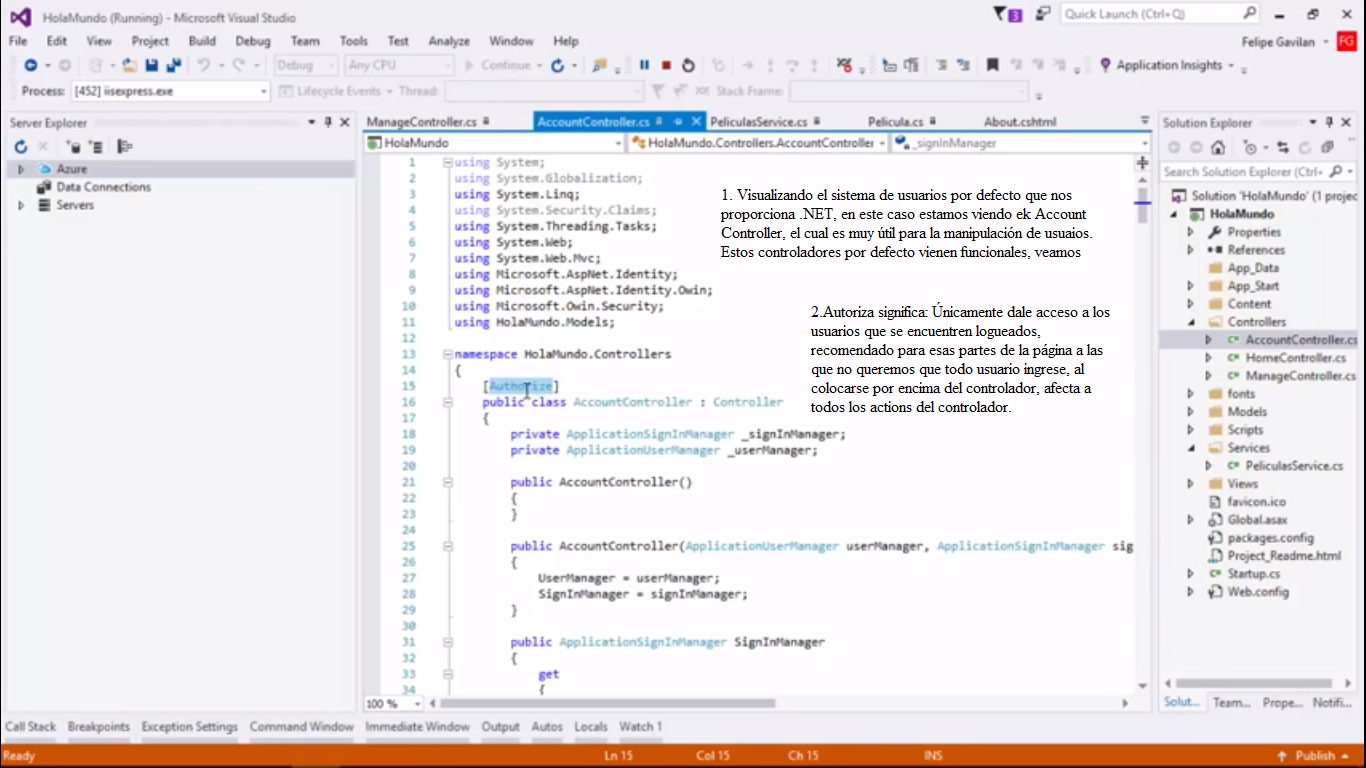 HolaMundo (Running) - Microsoft Visual Studio
3
Quick Launch (Ctrl+Q)
File Edit View Project Build Debug Team Tools Test Analyze Window Help
Felipe Gavilan FG
Debug Any CPU Continue Application Insights
Process: [452] iisexpress.exe Lifecycle Events Thread: Stack Frame:
Server Explorer
Azure
Data Connections
Servers
ManageController.cs AccountController.cs PeliculasService.cs Pelicula.cs About.cshtml
HolaMundo HolaMundo.Controllers.AccountController _signInManager
1 using System;
2 using System.Globalization;
3 using System.Linq;
4 using System.Security.Claims;
5 using System.Threading.Tasks;
6 using System.Web;
7 using System.Web.Mvc;
8 using Microsoft.AspNet.Identity;
9 using Microsoft.AspNet.Identity.Owin;
10 using Microsoft.Owin.Security;
11 using HolaMundo.Models;
12
13 namespace HolaMundo.Controllers
14 {
15 [Authorize]
16 public class AccountController : Controller
17 {
18 private ApplicationSignInManager _signInManager;
19 private ApplicationUserManager _userManager;
20
21 public AccountController()
22 {
23 }
24
25 public AccountController(ApplicationUserManager userManager, ApplicationSignInManager sig
26 {
27 UserManager = userManager;
28 SignInManager = signInManager;
29 }
30
31 public ApplicationSignInManager SignInManager
32 {
33 get
34 {
1. Visualizando el sistema de usuarios por defecto que nos
proporciona .NET, en este caso estamos viendo ek Account
Controller, el cual es muy útil para la manipulación de usuaios.
Estos controladores por defecto vienen funcionales, veamos
2.Autoriza significa: Únicamente dale acceso a los
usuarios que se encuentren logueados,
recomendado para esas partes de la página a las
que no queremos que todo usuario ingrese, al
colocarse por encima del controlador, afecta a
todos los actions del controlador.
100 %
Solution Explorer
Search Solution Explorer (Ctrl+
Solution 'HolaMundo' (1 projec
HolaMundo
Properties
References
App_Data
App_Start
Content
Controllers
AccountController.cs
HomeController.cs
ManageController.cs
fonts
Models
Scripts
Services
PeliculasService.cs
Views
favicon.ico
Global.asax
packages.config
Project_Readme.html
Startup.cs
Web.config
Solut... Team... Prope... Notifi...
Call Stack Breakpoints Exception Settings Command Window Immediate Window Output Autos Locals Watch 1
Ready Ln 15 Col 15 Ch 15 INS Publish